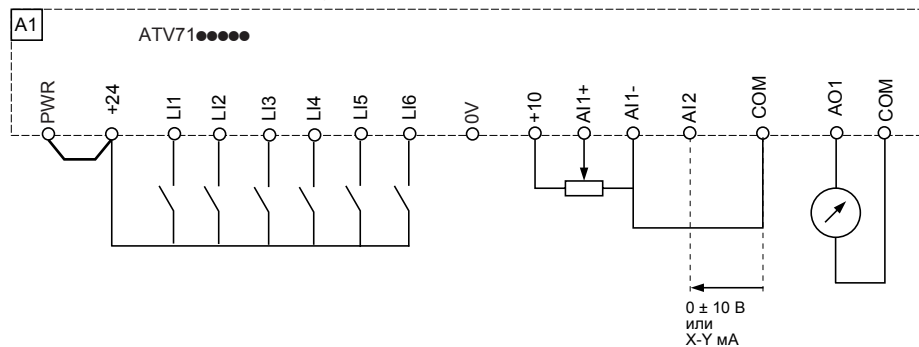 A1
ATV71●●●●●
PWR
+24
LI1
LI2
LI3
LI4
LI5
LI6
0V
+10
AI1+
AI1-
AI2
COM
AO1
COM
0 ± 10 В
или
X-Y мА